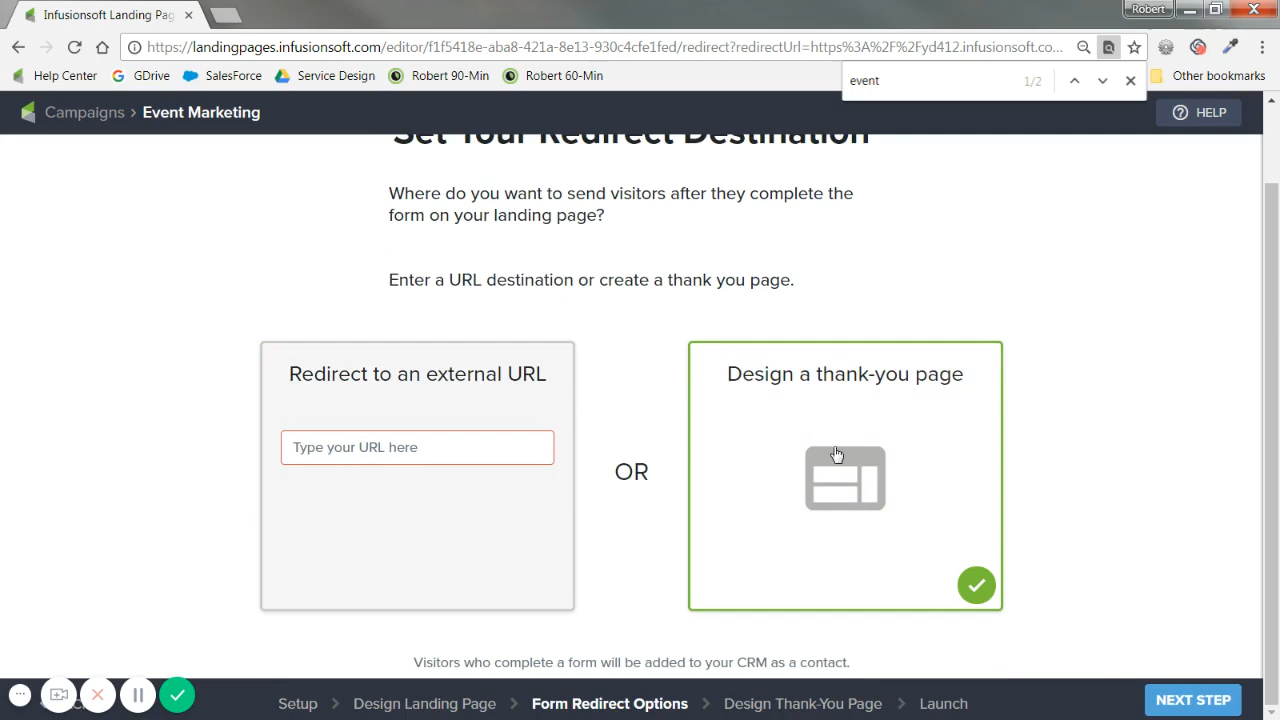 Infusionsoft Landing Pag
Robert
https://landingpages.infusionsoft.com/editor/f1f5418e-aba8-421a-8e13-930c4cfe1fed/redirect?redirectUrl=https%3A%2F%2Fyd412.infusionsoft.co...
Help Center GDrive SalesForce Service Design Robert 90-Min Robert 60-Min Other bookmarks
event 1/2
Campaigns > Event Marketing HELP
Set Your Redirect Destination
Where do you want to send visitors after they complete the
form on your landing page?
Enter a URL destination or create a thank you page.
Redirect to an external URL
Type your URL here
OR
Design a thank-you page
Visitors who complete a form will be added to your CRM as a contact.
Setup > Design Landing Page > Form Redirect Options > Design Thank-You Page > Launch
NEXT STEP